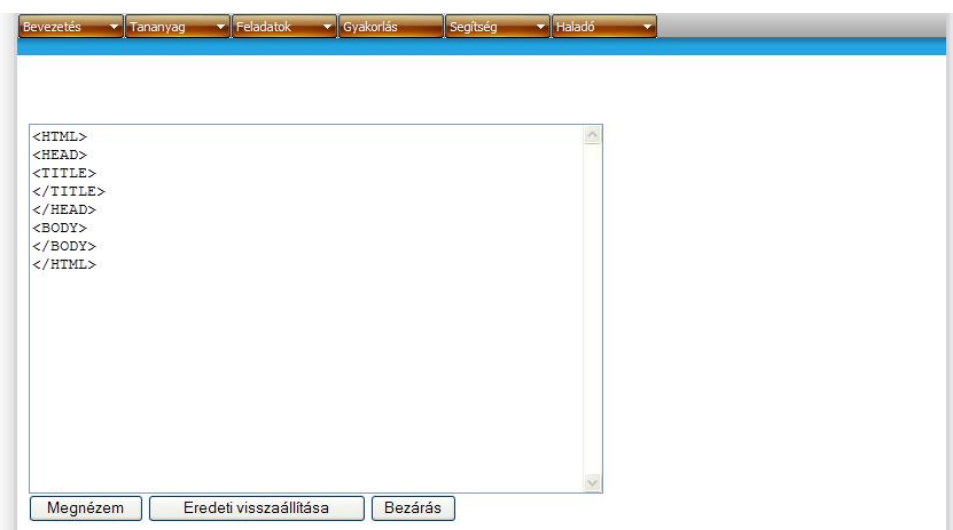 Bevezetés Tananyag Feladatok Gyakorlás Segítség Haladó
<HTML>
<HEAD>
<TITLE>
</TITLE>
</HEAD>
<BODY>
</BODY>
</HTML>
Megnézem Eredeti visszaállítása Bezárás